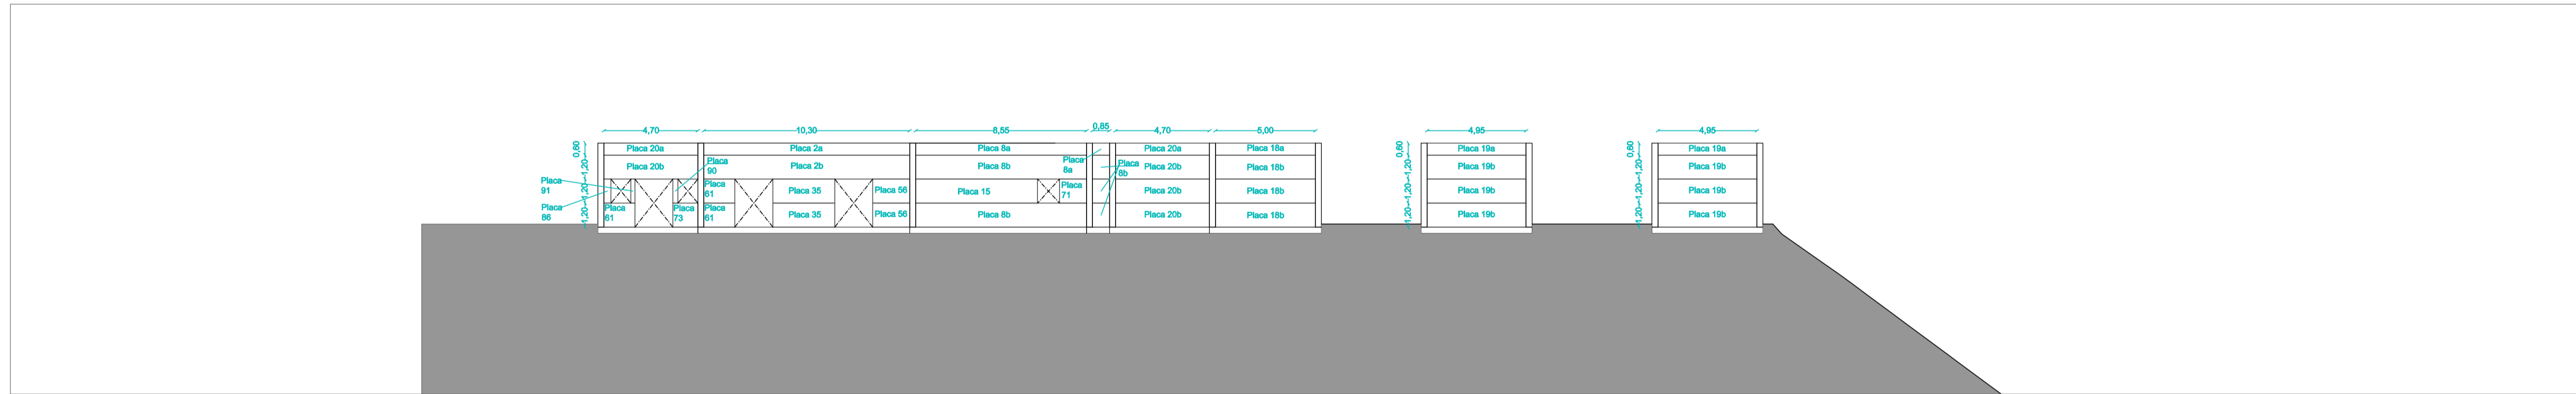 4,70
10,30
8,55
0,85
4,70
5,00
4,95
4,95
0,60
1,20
1,20
1,20
Placa 20a
Placa 20b
Placa
91
Placa
86
Placa
61
Placa
73
Placa
90
Placa 2a
Placa 2b
Placa
61
Placa 35
Placa 56
Placa
61
Placa 35
Placa 56
Placa 8a
Placa 8b
Placa 15
Placa
71
Placa 8b
Placa
8a
Placa
8b
Placa 20a
Placa 20b
Placa 20b
Placa 20b
Placa 18a
Placa 18b
Placa 18b
Placa 18b
0,60
1,20
1,20
1,20
Placa 19a
Placa 19b
Placa 19b
Placa 19b
0,60
1,20
1,20
1,20
Placa 19a
Placa 19b
Placa 19b
Placa 19b